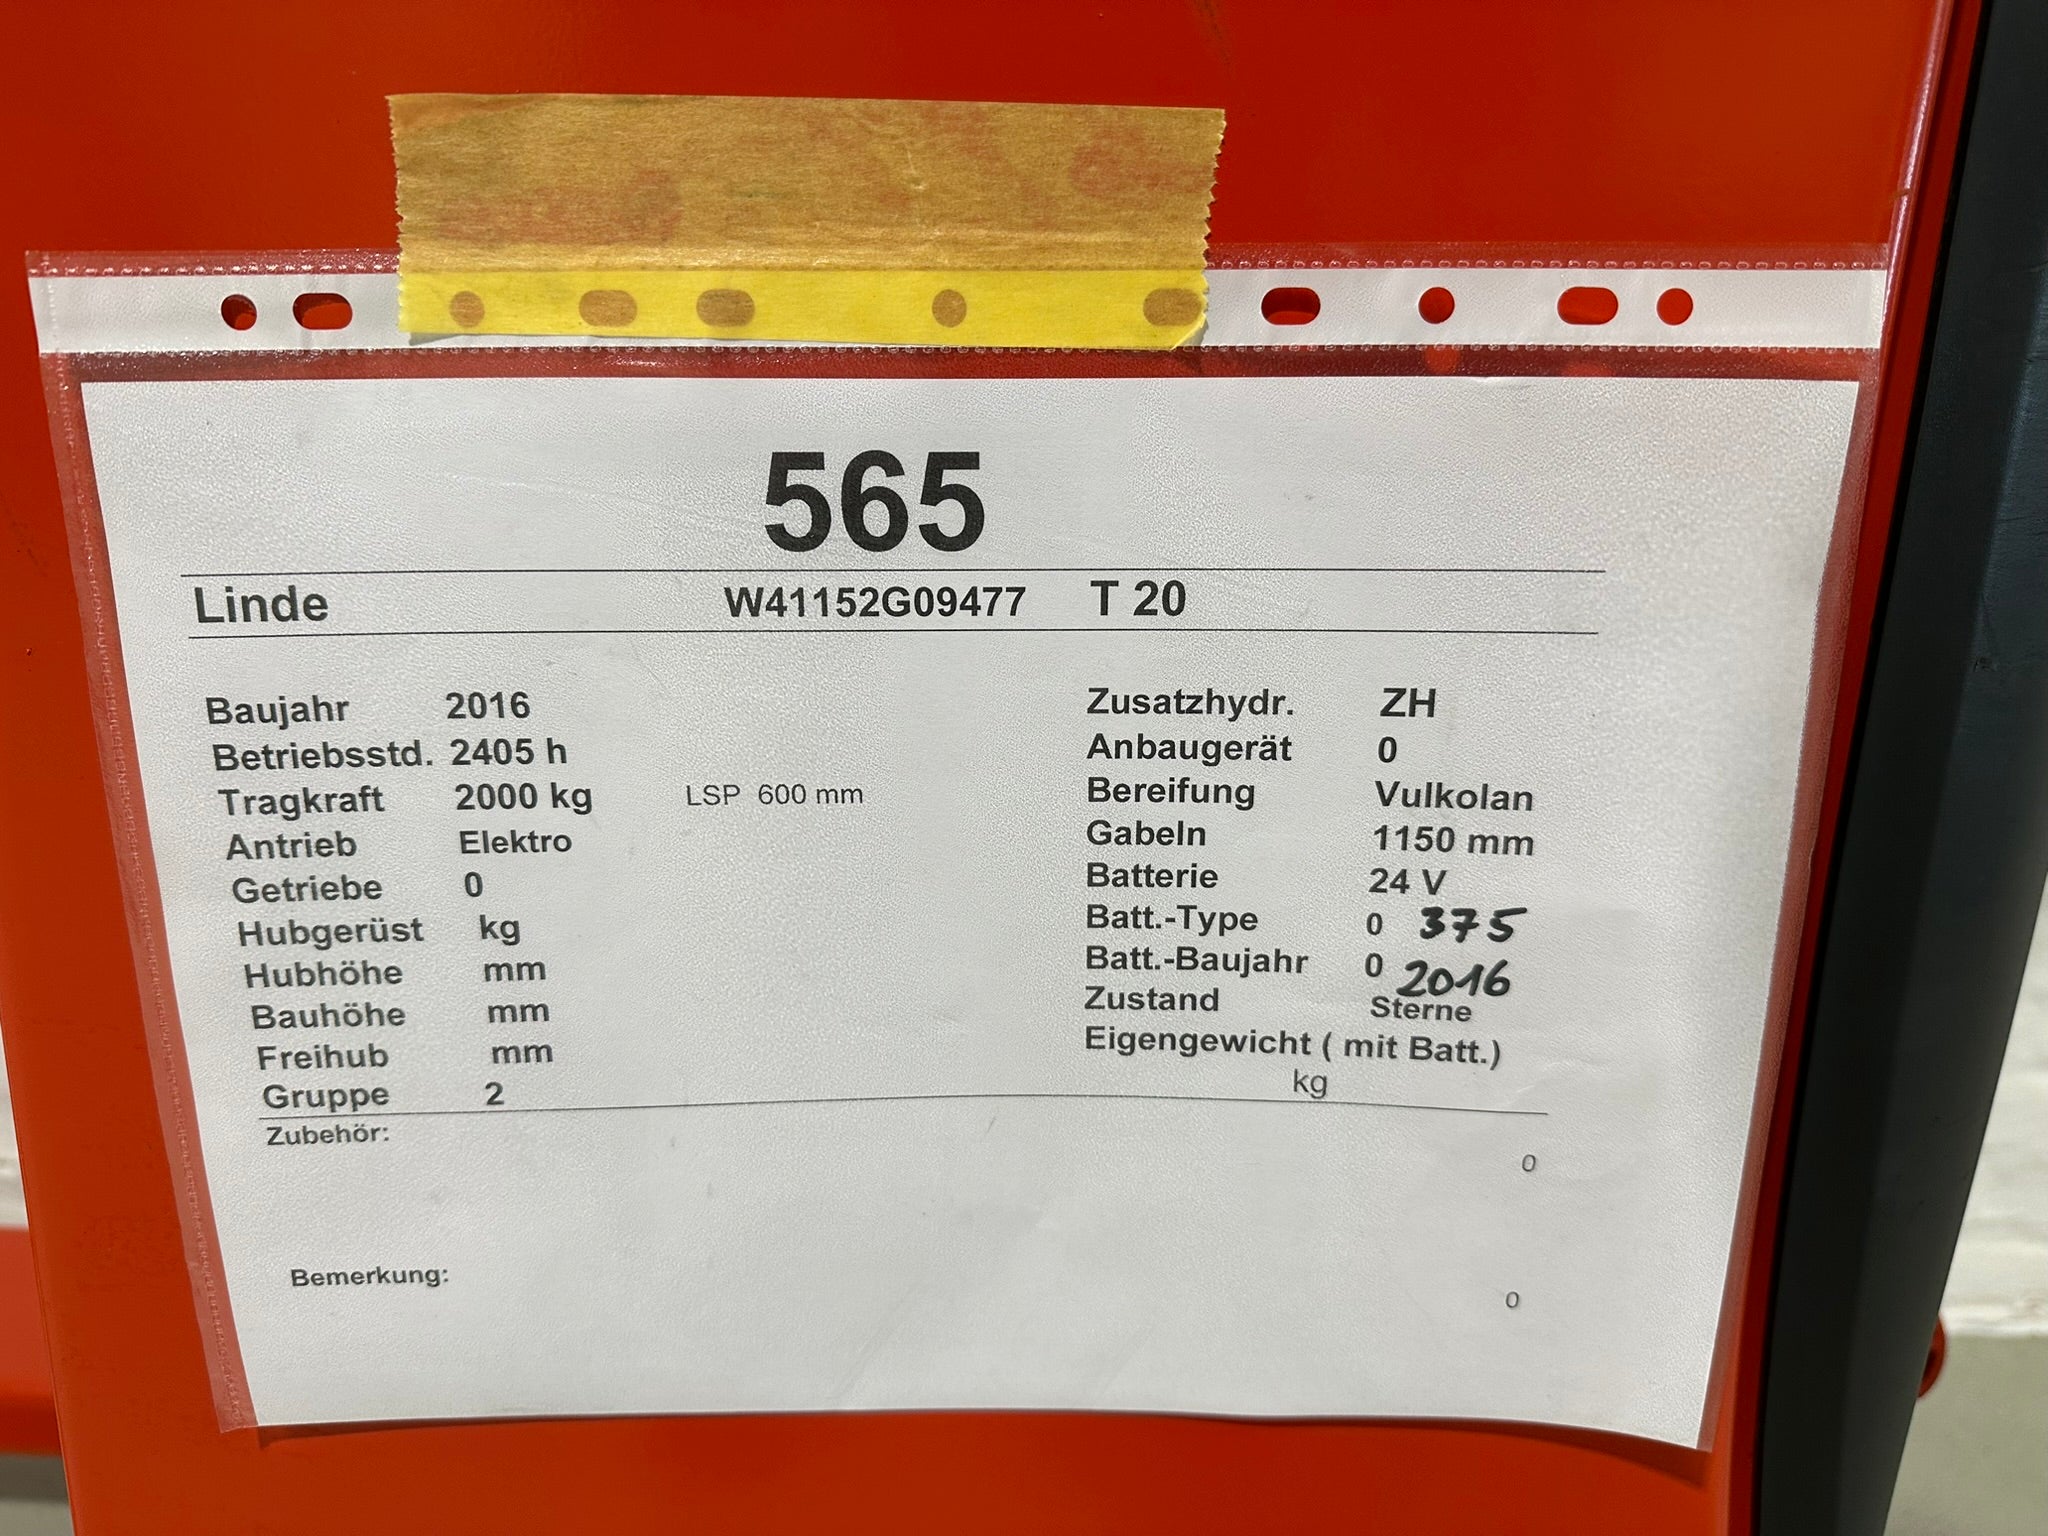 565
Linde W41152G09477 T 20
Baujahr 2016
Betriebsstd. 2405 h
Tragkraft 2000 kg LSP 600 mm
Antrieb Elektro
Getriebe 0
Hubgerüst kg
Hubhöhe mm
Bauhöhe mm
Freihub mm
Gruppe 2
Zusatzhydr. ZH
Anbaugerät 0
Bereifung Vulkolan
Gabeln 1150 mm
Batterie 24 V
Batt.-Type 0 375
Batt.-Baujahr 0 2016
Zustand Sterne
Eigengewicht ( mit Batt.)
kg
Zubehör:
0
Bemerkung:
0